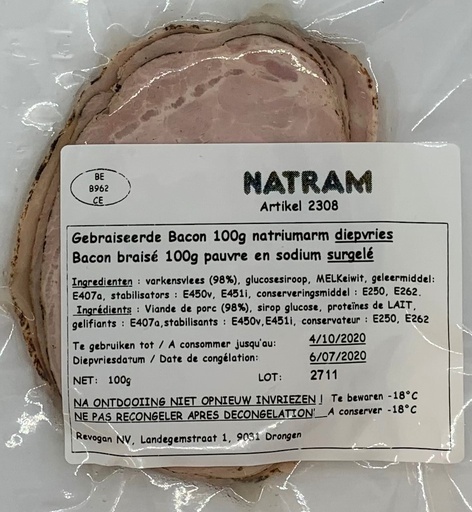 BE
B962
CE
NATRAM
Artikel 2308
Gebraiseerde Bacon 100g natriumarm diepvries
Bacon braisé 100g pauvre en sodium surgelé
Ingredienten : varkensvlees (98%), glucosesiroop, MELKeiwit, geleermiddel:
E407a, stabilisators : E450v, E451i, conserveringsmiddel : E250, E262.
Ingrédients : Viande de porc (98%), sirop glucose, protéines de LAIT,
gelifiants : E407a,stabilisants : E450v,E451i, conservateur : E250, E262
Te gebruiken tot / A consommer jusqu'au: 4/10/2020
Diepvriesdatum / Date de congélation: 6/07/2020
NET: 100g LOT: 2711
NA ONTDOOIING NIET OPNIEUW INVRIEZEN ! Te bewaren -18°C
NE PAS RECONGELER APRES DECONGELATION! A conserver -18°C
Revogan NV, Landegemstraat 1, 9031 Drongen